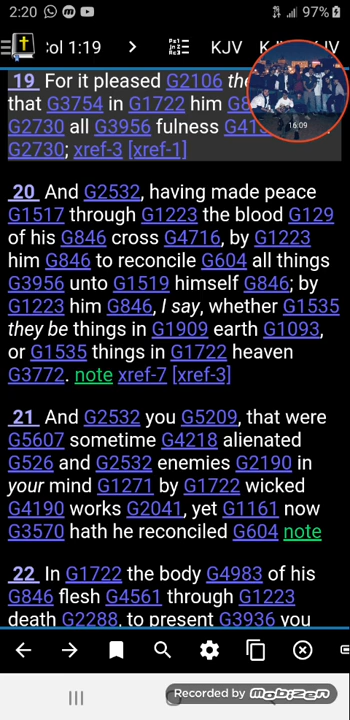 2:20 97%
Col 1:19 KJV K KJV
19 For it pleased G2106 the
that G3754 in G1722 him
G2730 all G3956 fulness
G2730; xref-3 [xref-1]
16:09
20 And G2532, having made peace
G1517 through G1223 the blood G129
of his G846 cross G4716, by G1223
him G846 to reconcile G604 all things
G3956 unto G1519 himself G846; by
G1223 him G846, I say, whether G1535
they be things in G1909 earth G1093,
or G1535 things in G1722 heaven
G3772. note xref-7 [xref-3]
21 And G2532 you G5209, that were
G5607 sometime G4218 alienated
G526 and G2532 enemies G2190 in
your mind G1271 by G1722 wicked
G4190 works G2041, yet G1161 now
G3570 hath he reconciled G604 note
22 In G1722 the body G4983 of his
G846 flesh G4561 through G1223
death G2288, to present G3936 you
Recorded by Mobizen